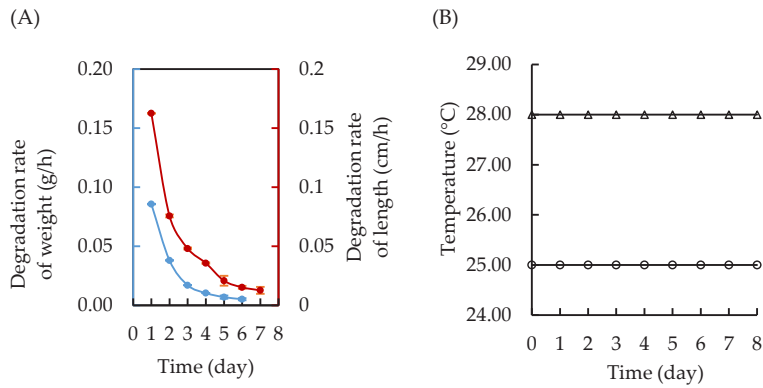 (A)
(B)
Degradation rate
of weight (g/h)
0.20
0.15
0.10
0.05
0.00
0.2
0.15
0.1
0.05
0
Degradation rate
of length (cm/h)
0 1 2 3 4 5 6 7 8
Time (day)
Temperature (°C)
29.00
28.00
27.00
26.00
25.00
24.00
0 1 2 3 4 5 6 7 8
Time (day)